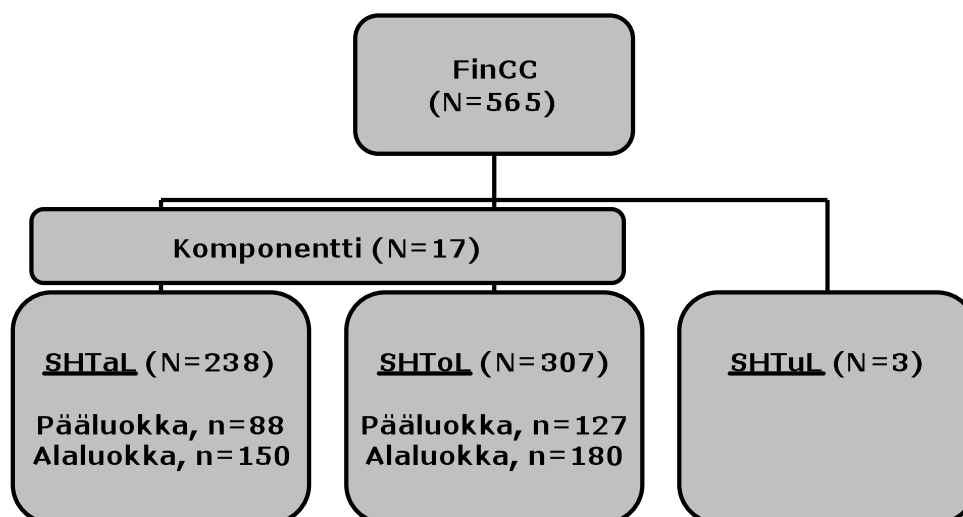 FinCC
(N=565)
Komponentti (N=17)
SHTaL (N=238)
Pääluokka, n=88
Alaluokka, n=150
SHToL (N=307)
Pääluokka, n=127
Alaluokka, n=180
SHTuL (N=3)